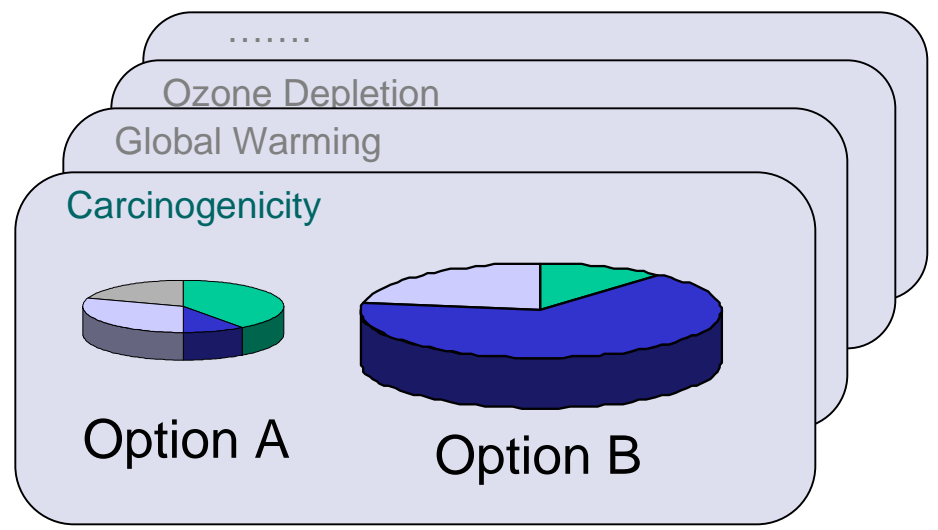 .......
Ozone Depletion
Global Warming
Carcinogenicity
Option A
Option B